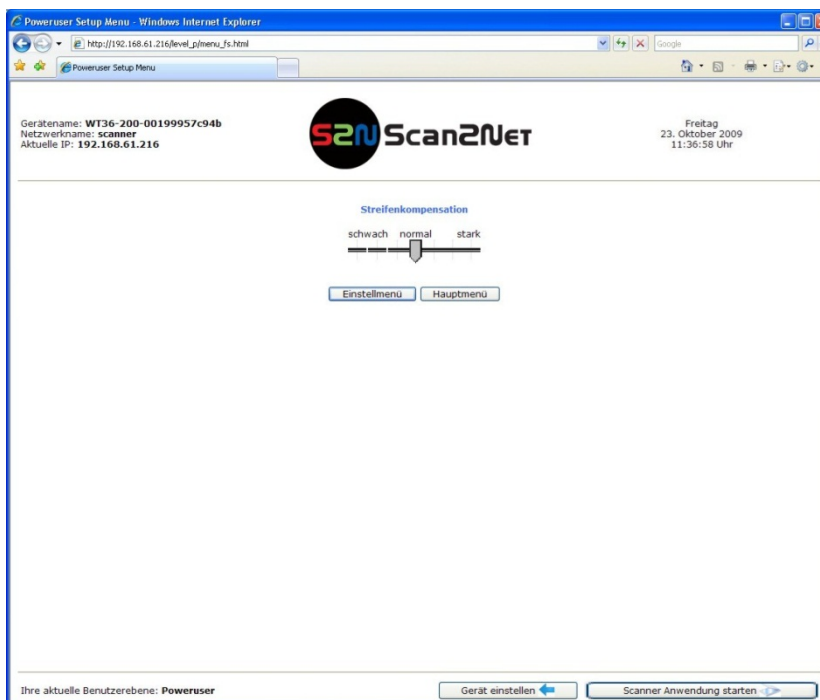 Poweruser Setup Menu - Windows Internet Explorer
http://192.168.61.216/level_p/menu_fs.html
Google
Poweruser Setup Menu
Gerätename: WT36-200-00199957c94b
Netzwerkname: scanner
Aktuelle IP: 192.168.61.216
S2N Scan2Net
Freitag
23. Oktober 2009
11:36:58 Uhr
Streifenkompensation
schwach normal stark
Einstellmenü Hauptmenü
Ihre aktuelle Benutzerebene: Poweruser
Gerät einstellen
Scanner Anwendung starten